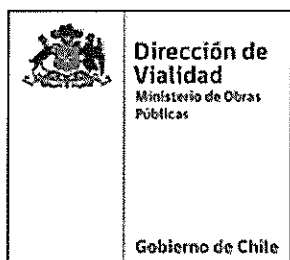 Dirección de
Vialidad
Ministerio de Obras
Públicas
Gobierno de Chile